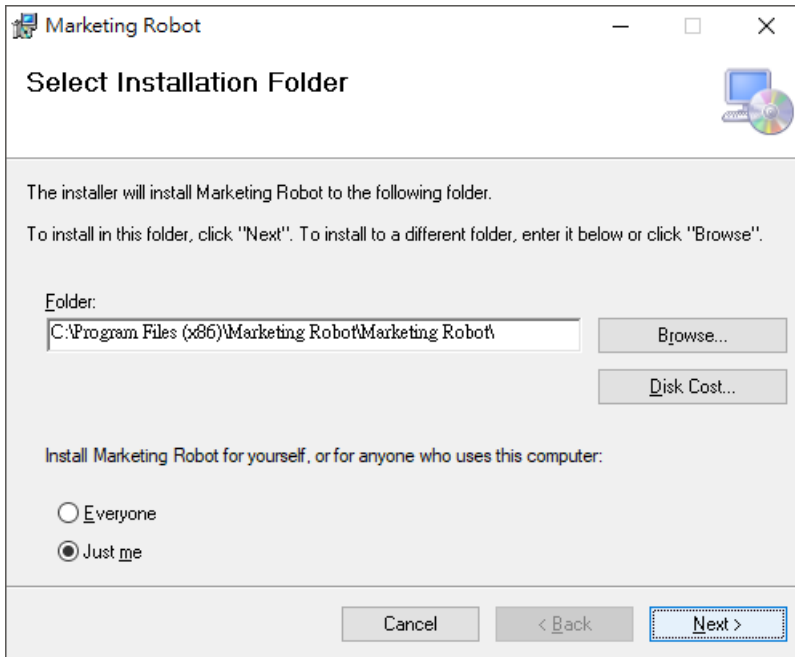 Marketing Robot
Select Installation Folder
The installer will install Marketing Robot to the following folder.
To install in this folder, click "Next". To install to a different folder, enter it below or click "Browse".
Folder:
C:\Program Files (x86)\Marketing Robot\Marketing Robot\
Browse...
Disk Cost...
Install Marketing Robot for yourself, or for anyone who uses this computer:
Everyone
Just me
Cancel
< Back
Next >